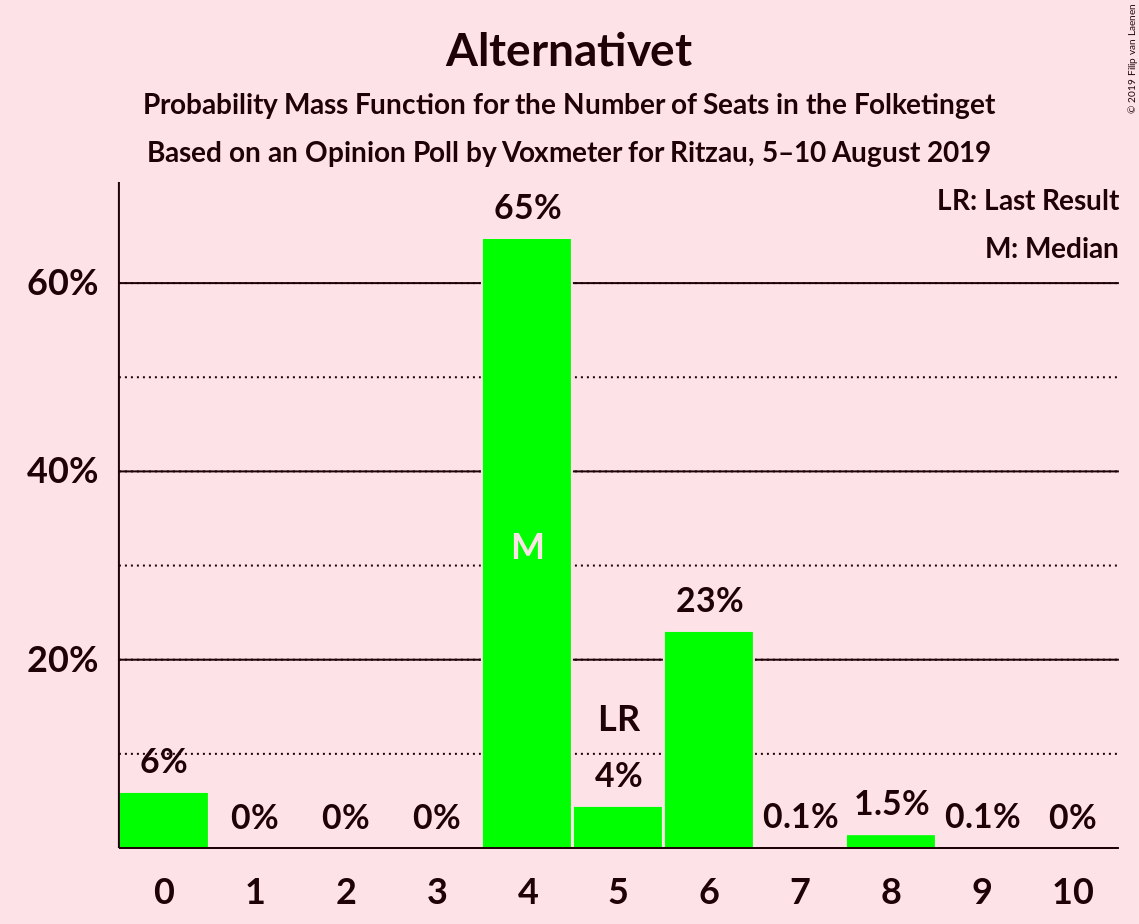 Alternativet
Probability Mass Function for the Number of Seats in the Folketinget
Based on an Opinion Poll by Voxmeter for Ritzau, 5–10 August 2019
© 2019 Filip van Laenen
LR: Last Result
M: Median
65%
60%
40%
M
23%
20%
LR
6%
4%
0%
0%
0%
0.1%
1.5%
0.1%
0%
0 1 2 3 4 5 6 7 8 9 10